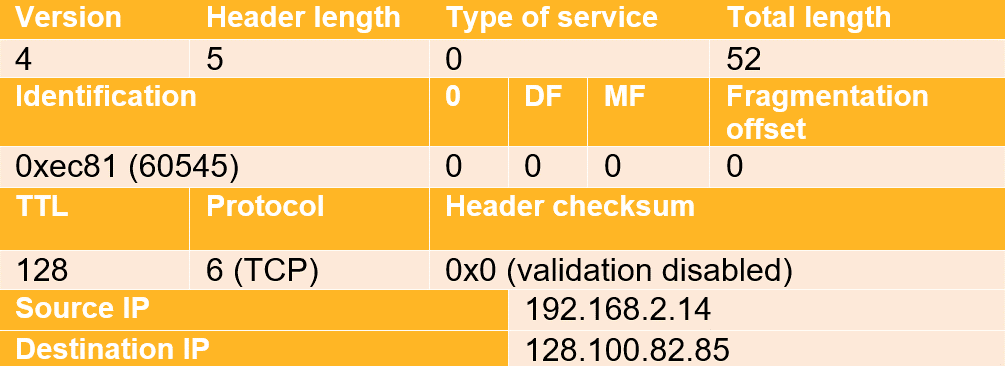 Version Header length Type of service Total length
4 5 0 52
Identification 0 DF MF Fragmentation
offset
0xec81 (60545) 0 0 0 0
TTL Protocol Header checksum
128 6 (TCP) 0x0 (validation disabled)
Source IP 192.168.2.14
Destination IP 128.100.82.85